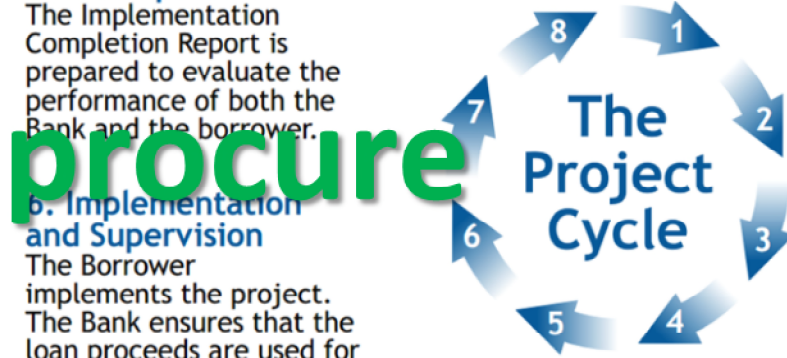 The Implementation
Completion Report is
prepared to evaluate the
performance of both the
Bank and the borrower.
procure
6. Implementation
and Supervision
The Borrower
implements the project.
The Bank ensures that the
loan proceeds are used for
8
1
7
The
2
Project
6
Cycle
3
5
4